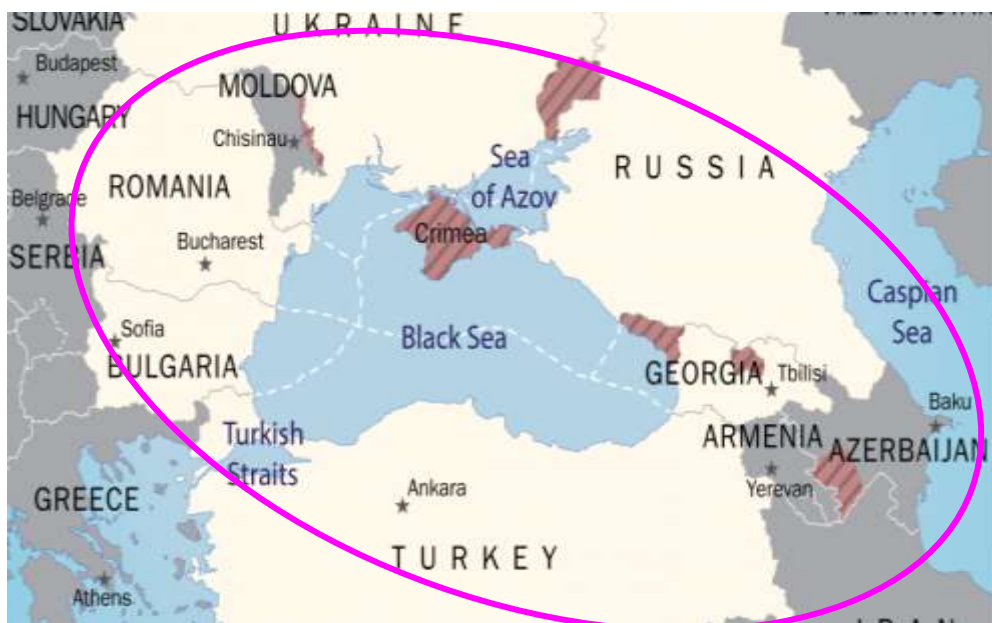 SLOVAKIA
UKRAINE
Budapest
MOLDOVA
HUNGARY
Chisinau
Sea
of Azov
RUSSIA
ROMANIA
Belgrade
Crimea
Bucharest
SERBIA
Caspian
Sea
Sofia
Black Sea
BULGARIA
GEORGIA
Tbilisi
Baku
Turkish
Straits
ARMENIA
AZERBAIJAN
Yerevan
Ankara
GREECE
TURKEY
Athens